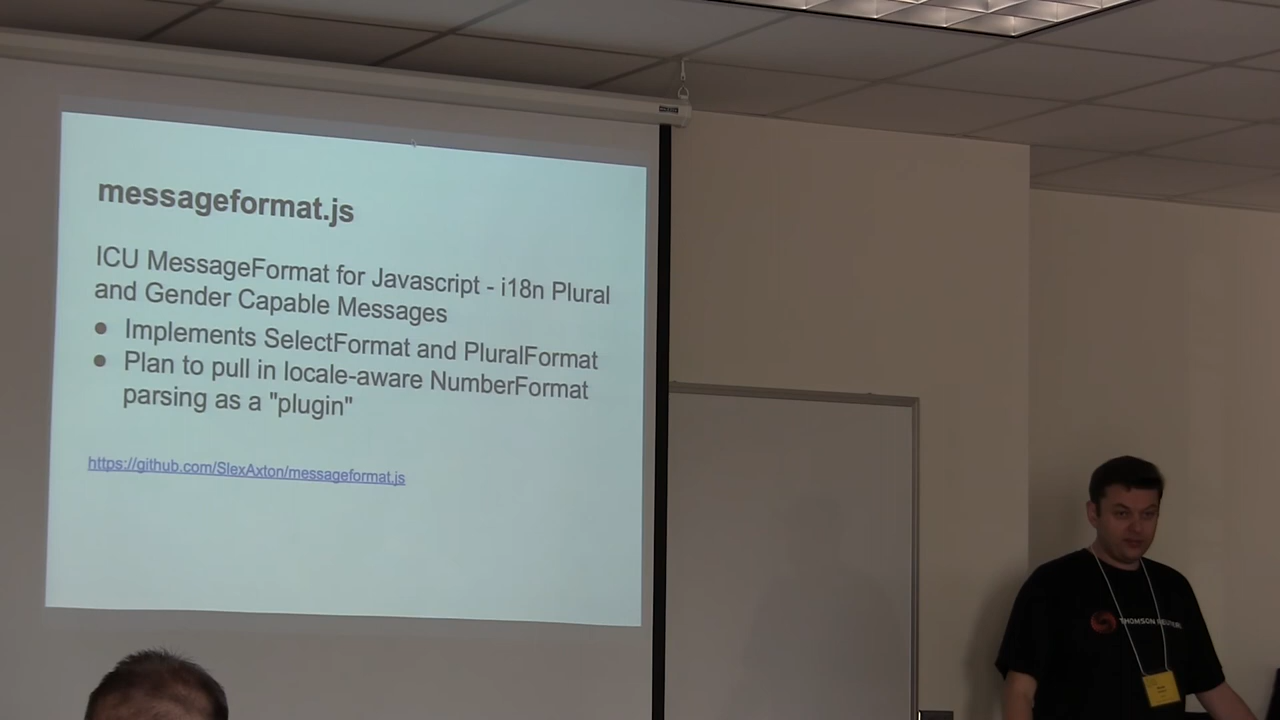 messageformat.js
ICU MessageFormat for Javascript - i18n Plural
and Gender Capable Messages
● Implements SelectFormat and PluralFormat
● Plan to pull in locale-aware NumberFormat
parsing as a "plugin"
https://github.com/SlexAxton/messageformat.js
THOMSON